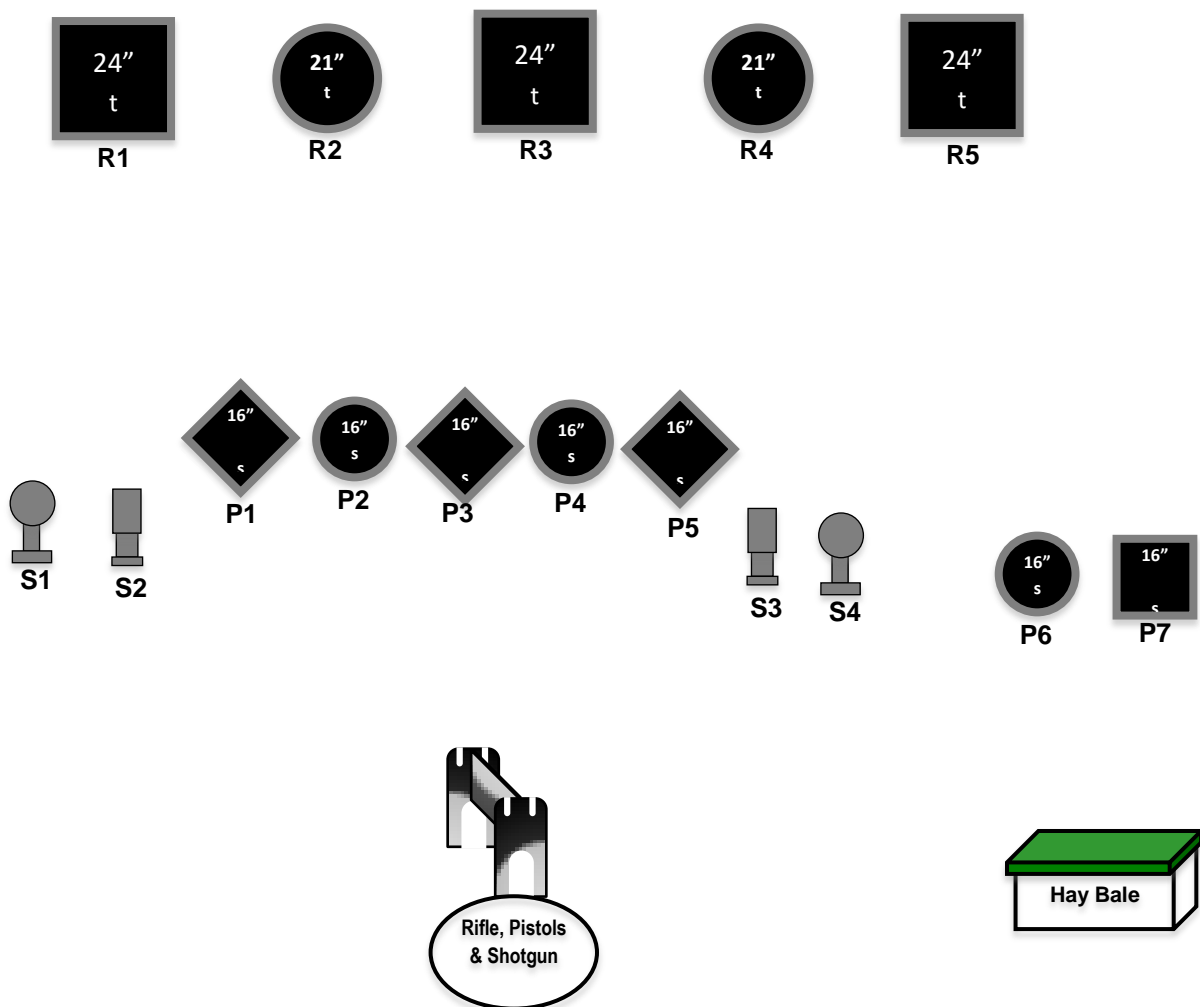 24”
t
R1
21”
t
R2
24”
t
R3
21”
t
R4
24”
t
R5
16”
s
P1
16”
s
P2
16”
s
P3
16”
s
P4
16”
s
P5
S1
S2
S3
S4
16”
s
P6
16”
s
P7
Rifle, Pistols
& Shotgun
Hay Bale